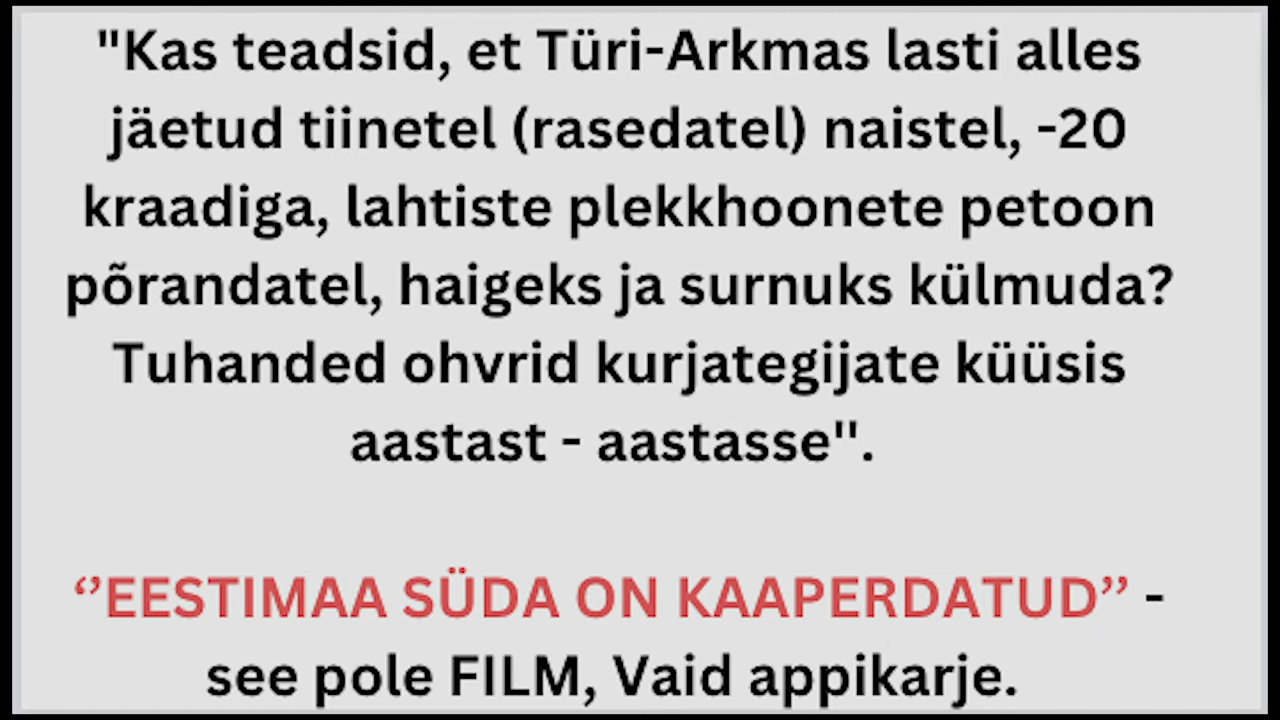 "Kas teadsid, et Türi-Arkmas lasti alles
jäetud tiinetel (rasedatel) naistel, -20
kraadiga, lahtiste plekkhoonete petoon
põrandatel, haigeks ja surnuks külmuda?
Tuhanded ohvrid kurjategijate küüsis
aastast - aastasse".
‘’EESTIMAA SÜDA ON KAAPERDATUD’’ -
see pole FILM, Vaid appikarje.